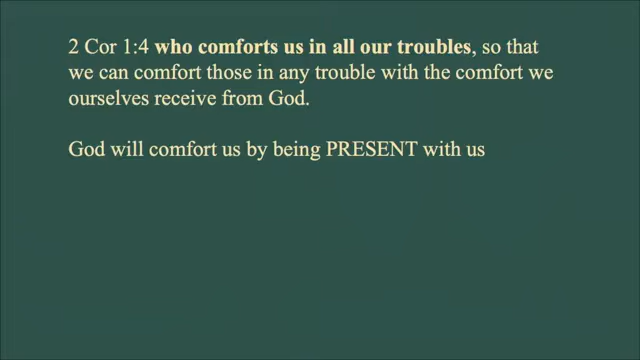 2 Cor 1:4 who comforts us in all our troubles, so that
we can comfort those in any trouble with the comfort we
ourselves receive from God.
God will comfort us by being PRESENT with us